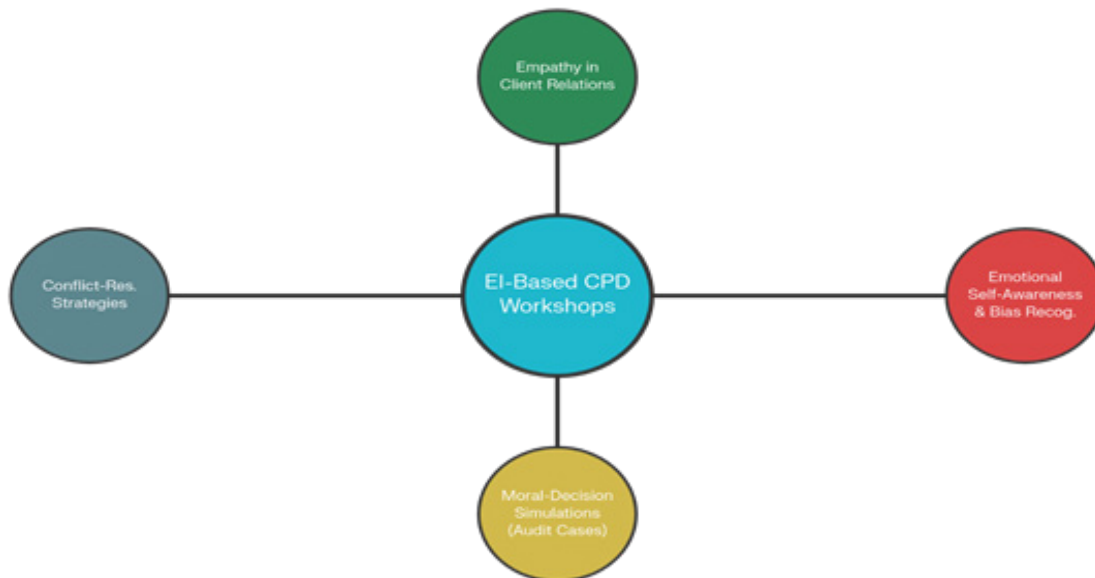 Empathy in
Client Relations
Conflict-Res.
Strategies
EI-Based CPD
Workshops
Emotional
Self-Awareness
& Bias Recog.
Moral-Decision
Simulations
(Audit Cases)